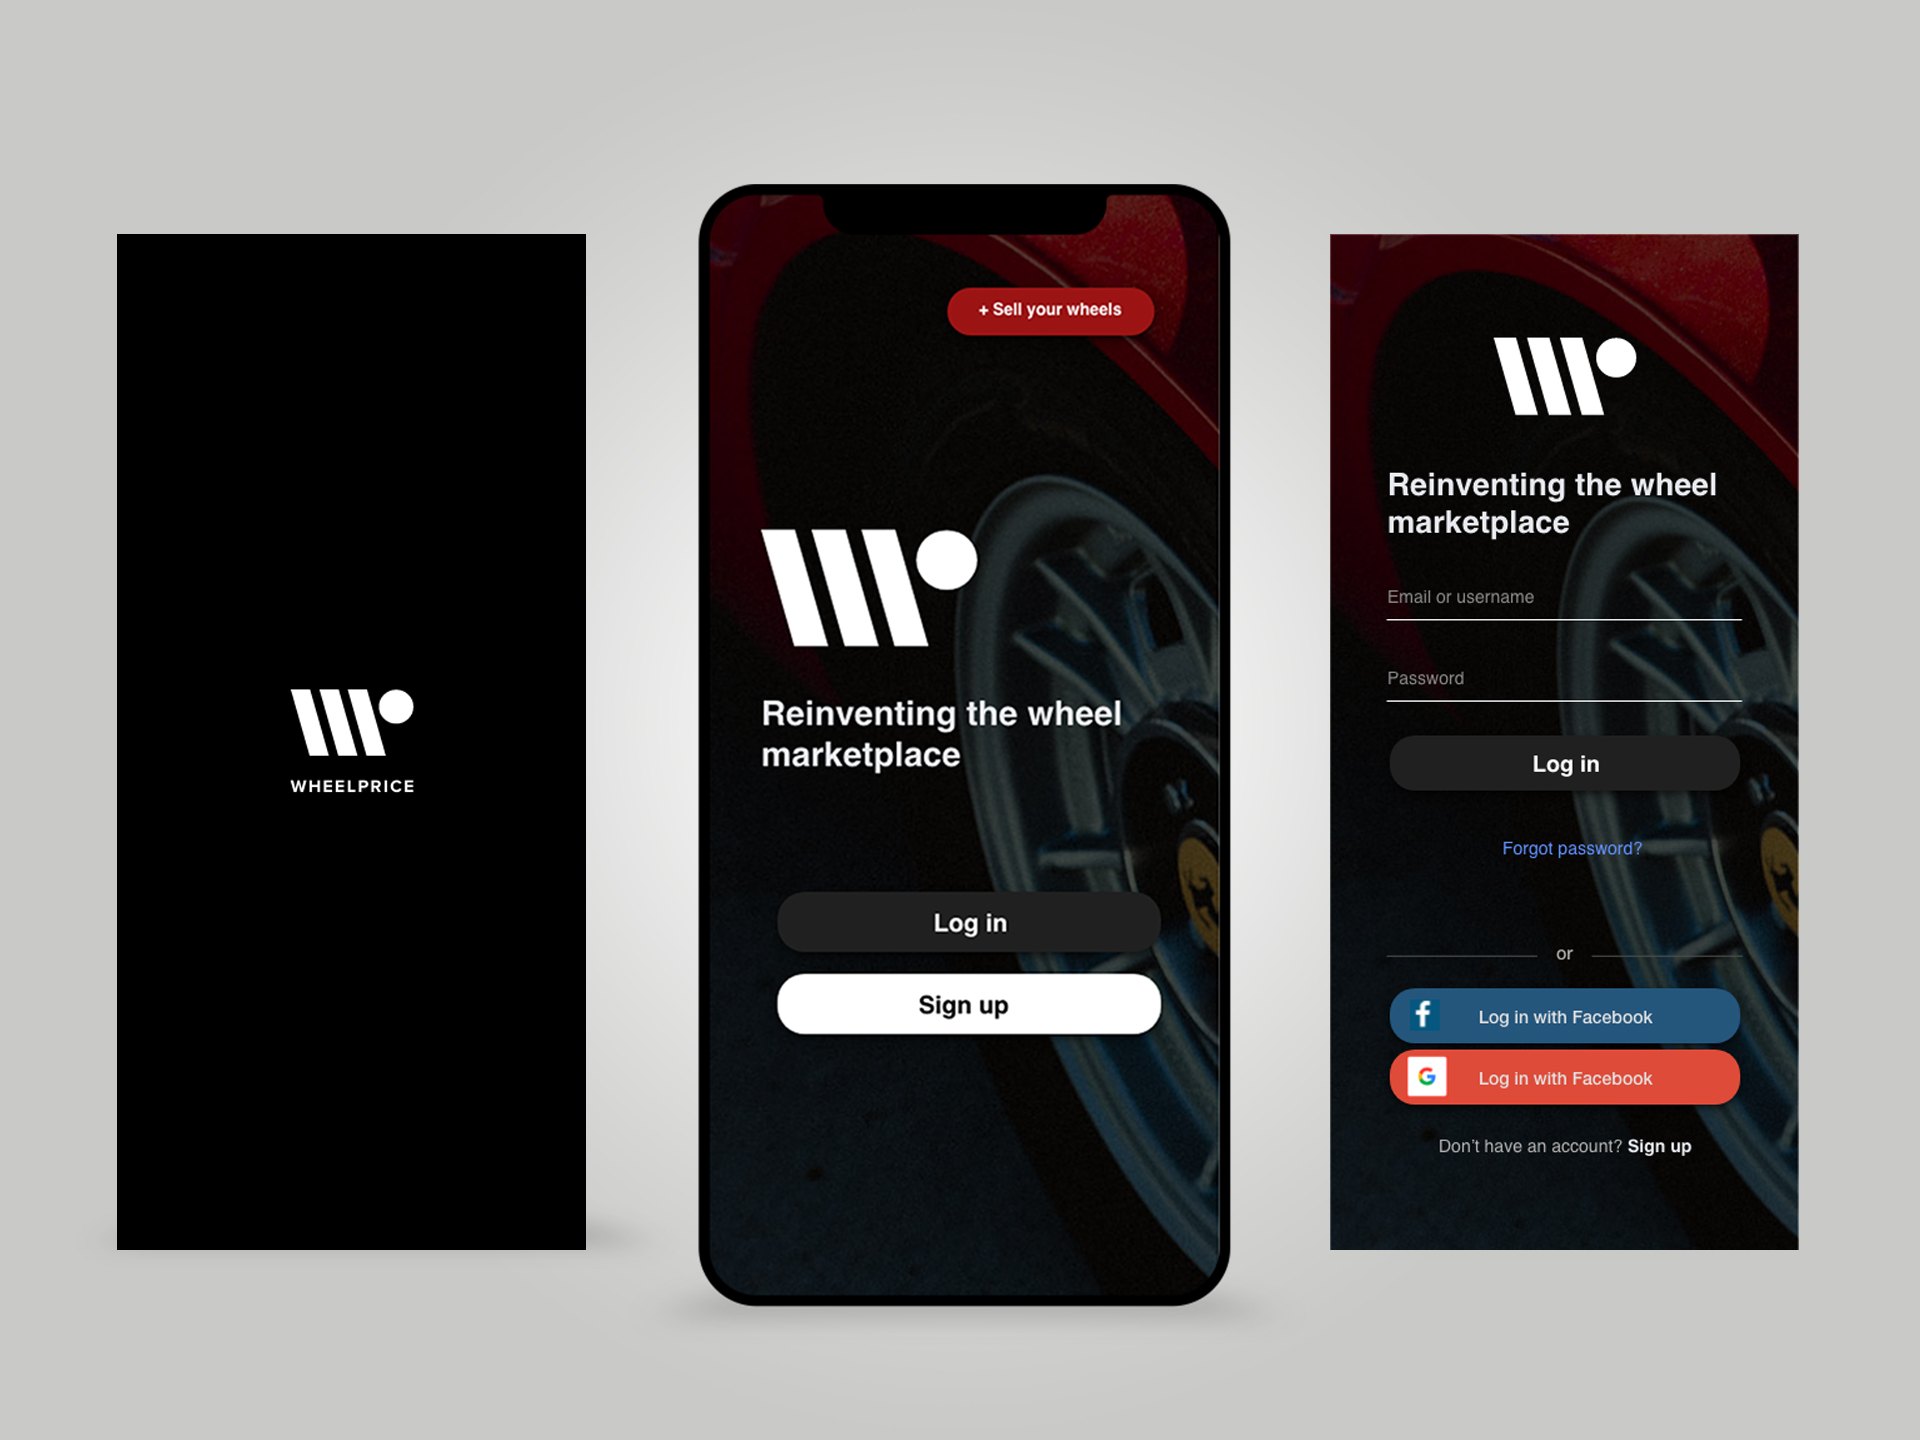 WHEELPRICE
+ Sell your wheels
Reinventing the wheel
marketplace
Log in
Sign up
Reinventing the wheel
marketplace
Email or username
Password
Log in
Forgot password?
or
Log in with Facebook
Log in with Facebook
Don't have an account? Sign up